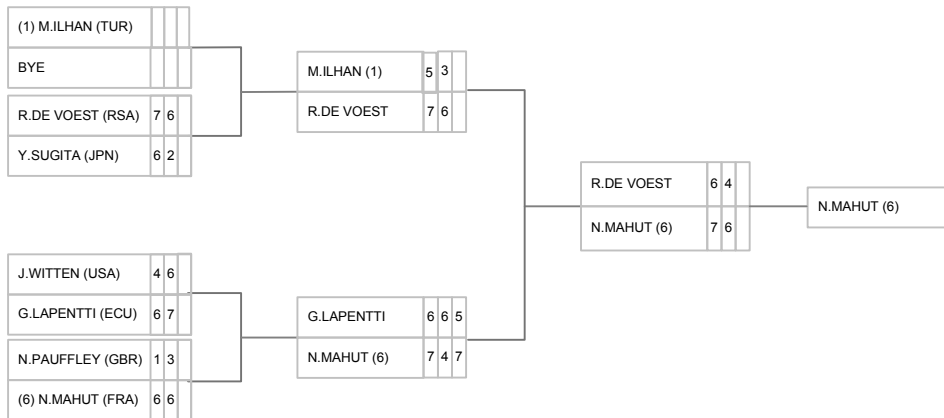 (1) M.ILHAN (TUR)
BYE
R.DE VOEST (RSA) 7 6
Y.SUGITA (JPN) 6 2
J.WITTEN (USA) 4 6
G.LAPENTTI (ECU) 6 7
N.PAUFFLEY (GBR) 1 3
(6) N.MAHUT (FRA) 6 6
M.ILHAN (1) 5 3
R.DE VOEST 7 6
G.LAPENTTI 6 6 5
N.MAHUT (6) 7 4 7
R.DE VOEST 6 4
N.MAHUT (6) 7 6
N.MAHUT (6)